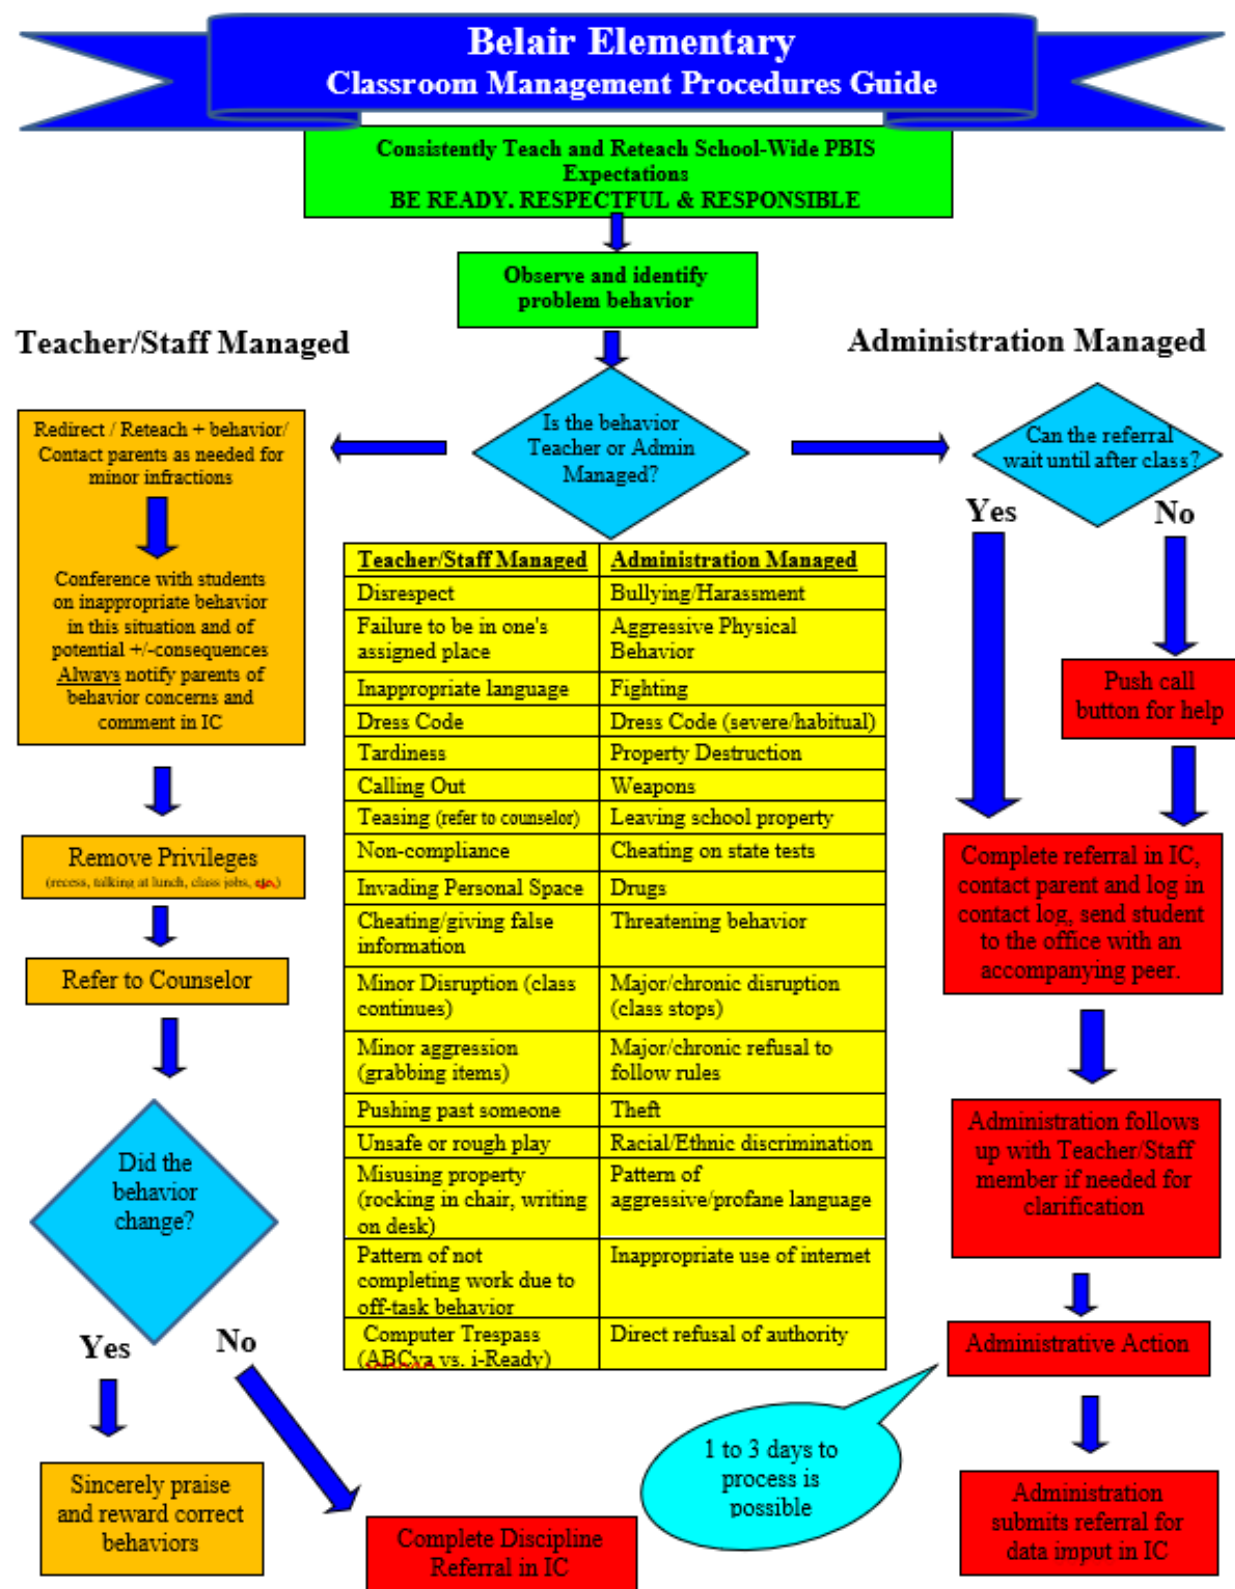 Belair Elementary
Classroom Management Procedures Guide
Consistently Teach and Reteach School-Wide PBIS
Expectations
BE READY. RESPECTFUL & RESPONSIBLE
Observe and identify
problem behavior
Teacher/Staff Managed
Administration Managed
Is the behavior
Teacher or Admin
Managed?
Redirect / Reteach + behavior/
Contact parents as needed for
minor infractions
Conference with students
on inappropriate behavior
in this situation and of
potential +/-consequences
Always notify parents of
behavior concerns and
comment in IC
Remove Privileges
(recess, talking at lunch, class jobs, etc.)
Refer to Counselor
Did the
behavior
change?
Yes
No
Sincerely praise
and reward correct
behaviors
Complete Discipline
Referral in IC
Teacher/Staff Managed
Administration Managed
Disrespect
Bullying/Harassment
Failure to be in one's
assigned place
Aggressive Physical
Behavior
Inappropriate language
Fighting
Dress Code
Dress Code (severe/habitual)
Tardiness
Property Destruction
Calling Out
Weapons
Teasing (refer to counselor)
Leaving school property
Non-compliance
Cheating on state tests
Invading Personal Space
Drugs
Cheating/giving false
information
Threatening behavior
Minor Disruption (class
continues)
Major/chronic disruption
(class stops)
Minor aggression
(grabbing items)
Major/chronic refusal to
follow rules
Pushing past someone
Theft
Unsafe or rough play
Racial/Ethnic discrimination
Misusing property
(rocking in chair, writing
on desk)
Pattern of
aggressive/profane language
Pattern of not
completing work due to
off-task behavior
Inappropriate use of internet
Computer Trespass
(ABCya vs. i-Ready)
Direct refusal of authority
Can the referral
wait until after class?
Yes
No
Push call
button for help
Complete referral in IC,
contact parent and log in
contact log, send student
to the office with an
accompanying peer.
Administration follows
up with Teacher/Staff
member if needed for
clarification
Administrative Action
1 to 3 days to
process is
possible
Administration
submits referral for
data imput in IC